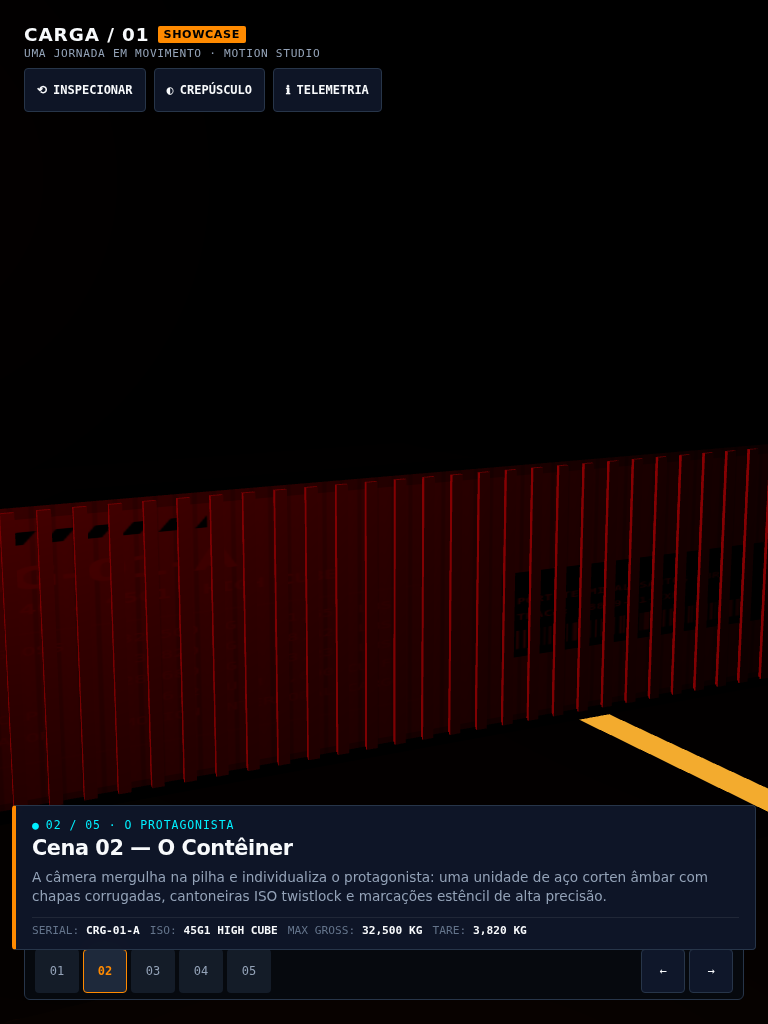 CARGA / 01 SHOWCASE
UMA JORNADA EM MOVIMENTO · MOTION STUDIO
⟲ INSPECIONAR ◐ CREPÚSCULO ℹ TELEMETRIA
● 02 / 05 · O PROTAGONISTA
Cena 02 — O Contêiner
A câmera mergulha na pilha e individualiza o protagonista: uma unidade de aço corten âmbar com
chapas corrugadas, cantoneiras ISO twistlock e marcações estêncil de alta precisão.
SERIAL: CRG-01-A ISO: 45G1 HIGH CUBE MAX GROSS: 32,500 KG TARE: 3,820 KG
01 02 03 04 05 ← →